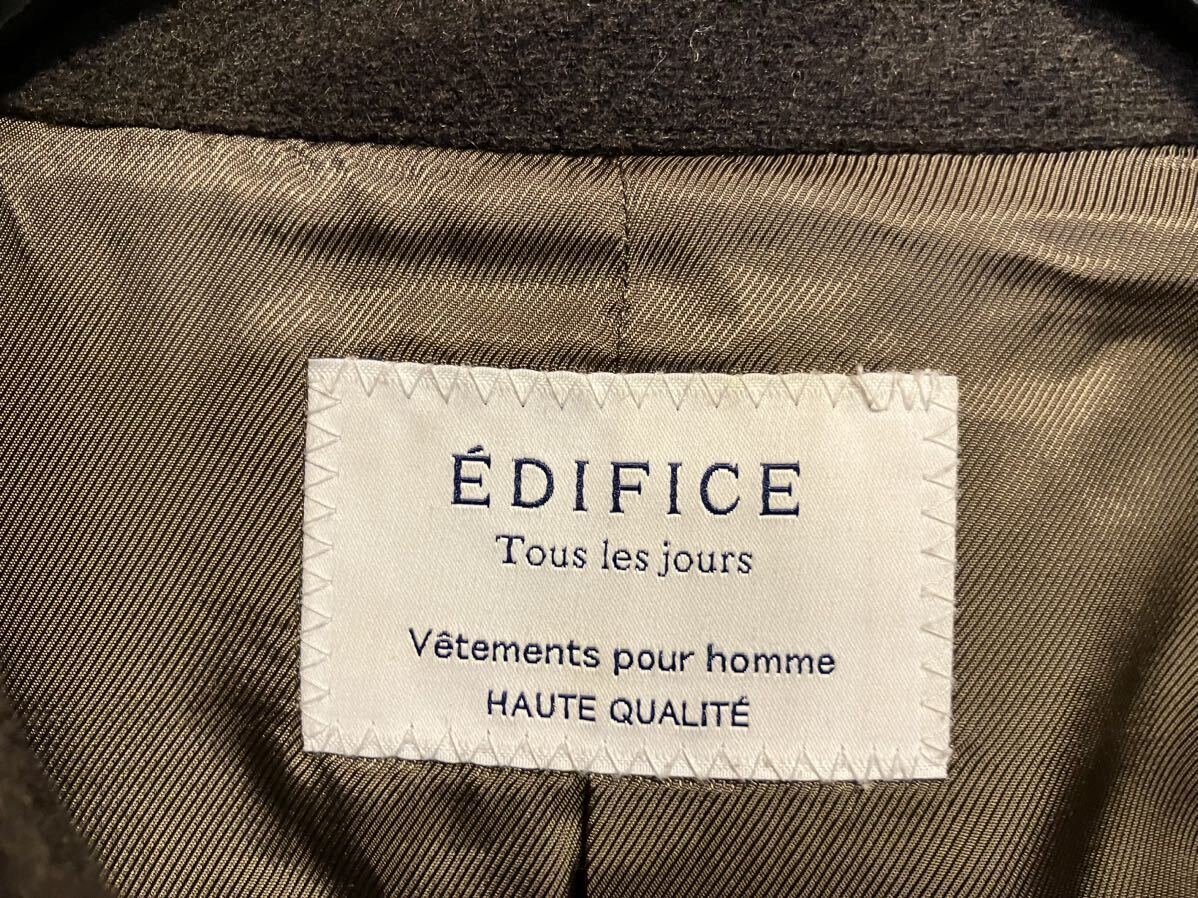 ÉDIFICE
Tous les jours
Vêtements pour homme
HAUTE QUALITÉ